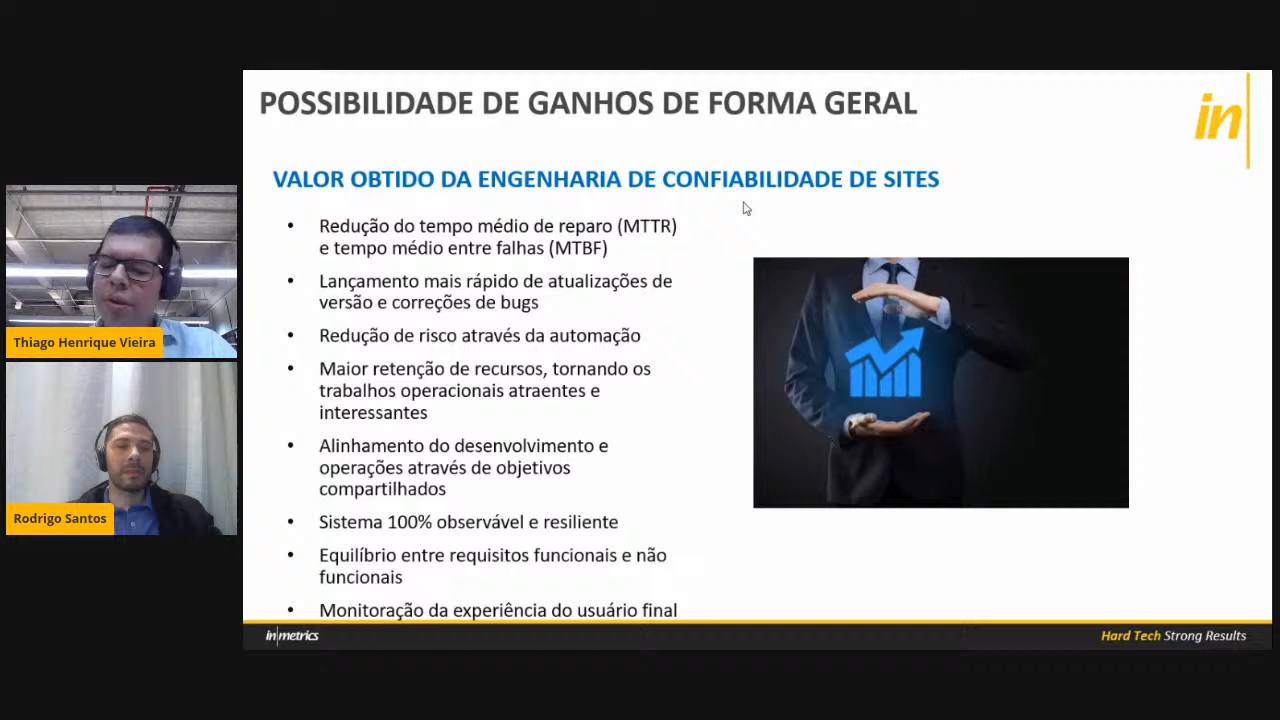 POSSIBILIDADE DE GANHOS DE FORMA GERAL
in
VALOR OBTIDO DA ENGENHARIA DE CONFIABILIDADE DE SITES
• Redução do tempo médio de reparo (MTTR)
e tempo médio entre falhas (MTBF)
• Lançamento mais rápido de atualizações de
versão e correções de bugs
• Redução de risco através da automação
• Maior retenção de recursos, tornando os
trabalhos operacionais atraentes e
interessantes
• Alinhamento do desenvolvimento e
operações através de objetivos
compartilhados
• Sistema 100% observável e resiliente
• Equilíbrio entre requisitos funcionais e não
funcionais
• Monitoração da experiência do usuário final
in|metrics
Hard Tech Strong Results
Thiago Henrique Vieira
Rodrigo Santos